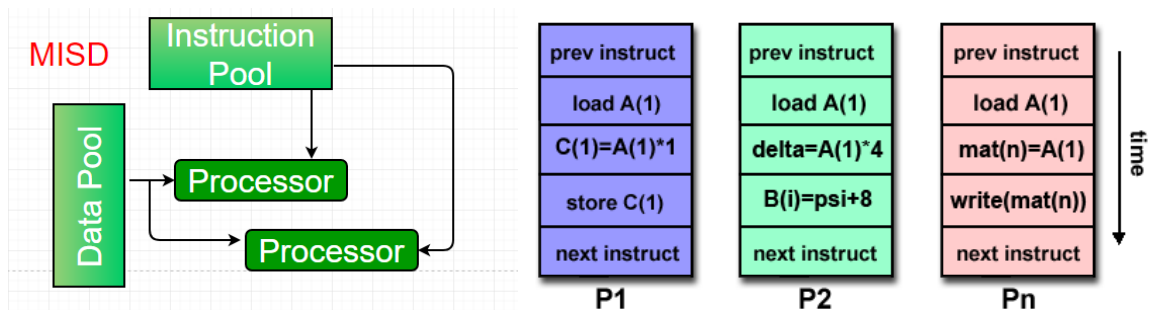 MISD
Instruction
Pool
Data Pool
Processor
Processor
prev instruct
load A(1)
C(1)=A(1)*1
store C(1)
next instruct
P1
prev instruct
load A(1)
delta=A(1)*4
B(i)=psi+8
next instruct
P2
prev instruct
load A(1)
mat(n)=A(1)
write(mat(n))
next instruct
Pn
time